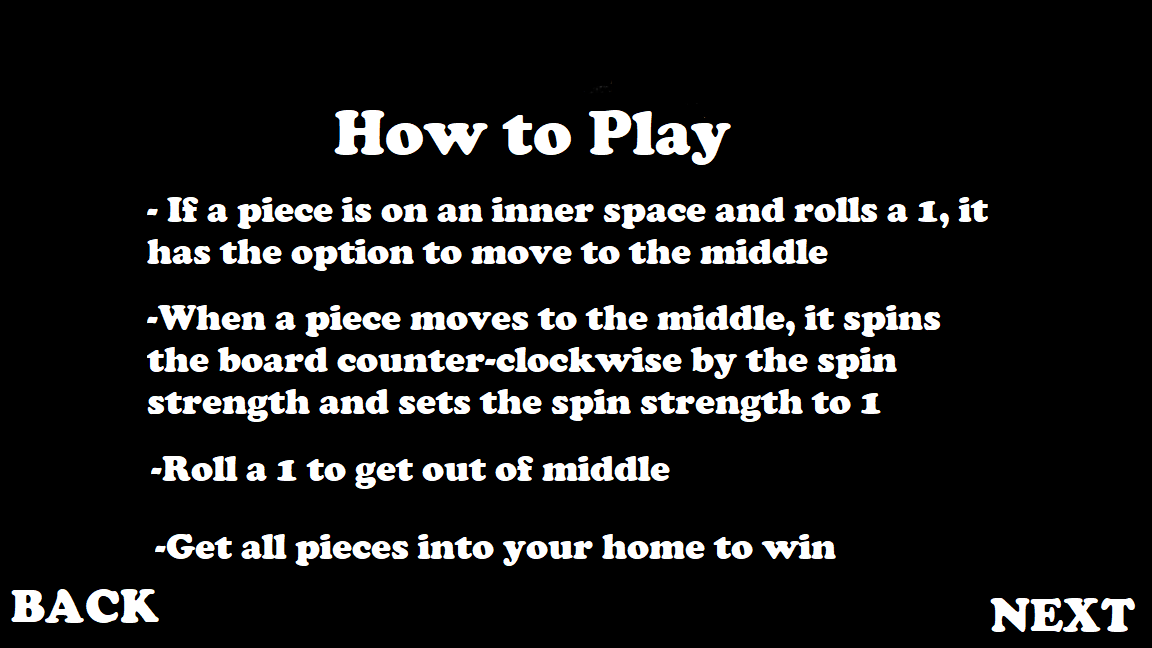 How to Play
- If a piece is on an inner space and rolls a 1, it
has the option to move to the middle
-When a piece moves to the middle, it spins
the board counter-clockwise by the spin
strength and sets the spin strength to 1
-Roll a 1 to get out of middle
-Get all pieces into your home to win
BACK
NEXT